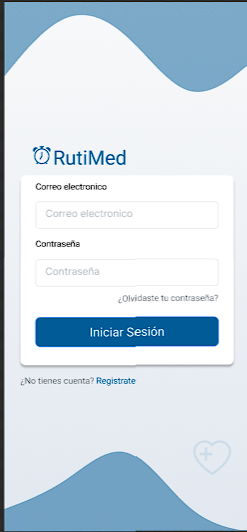 RutiMed
Correo electronico
Correo electronico
Contraseña
Contraseña
¿Olvidaste tu contraseña?
Iniciar Sesión
¿No tienes cuenta? Registrate